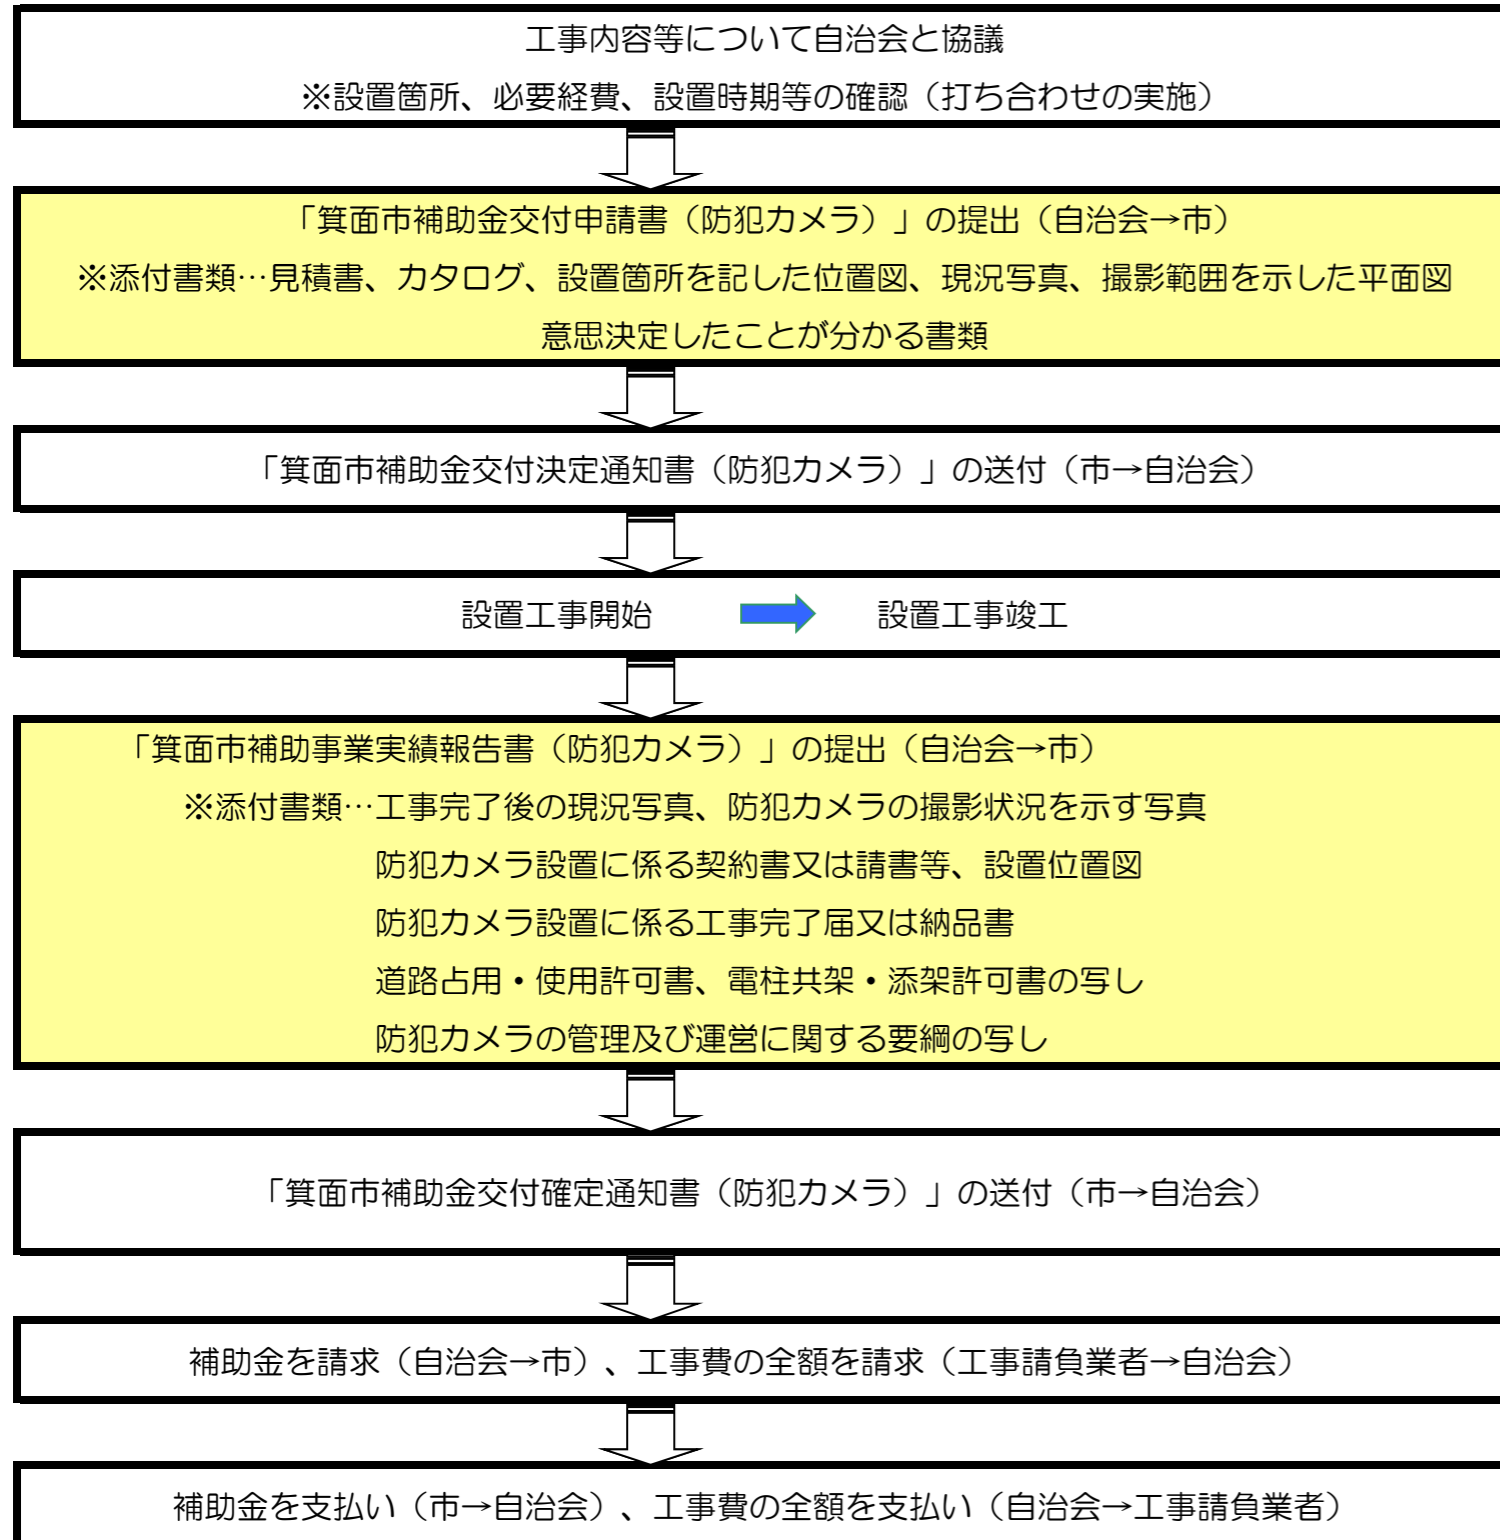 工事内容等について自治会と協議
※設置箇所、必要経費、設置時期等の確認（打ち合わせの実施）
「箕面市補助金交付申請書（防犯カメラ）」の提出（自治会→市）
※添付書類…見積書、カタログ、設置箇所を記した位置図、現況写真、撮影範囲を示した平面図
意思決定したことが分かる書類
「箕面市補助金交付決定通知書（防犯カメラ）」の送付（市→自治会）
設置工事開始 設置工事竣工
「箕面市補助事業実績報告書（防犯カメラ）」の提出（自治会→市）
※添付書類…工事完了後の現況写真、防犯カメラの撮影状況を示す写真
防犯カメラ設置に係る契約書又は請書等、設置位置図
防犯カメラ設置に係る工事完了届又は納品書
道路占用・使用許可書、電柱共架・添架許可書の写し
防犯カメラの管理及び運営に関する要綱の写し
「箕面市補助金交付確定通知書（防犯カメラ）」の送付（市→自治会）
補助金を請求（自治会→市）、工事費の全額を請求（工事請負業者→自治会）
補助金を支払い（市→自治会）、工事費の全額を支払い（自治会→工事請負業者）